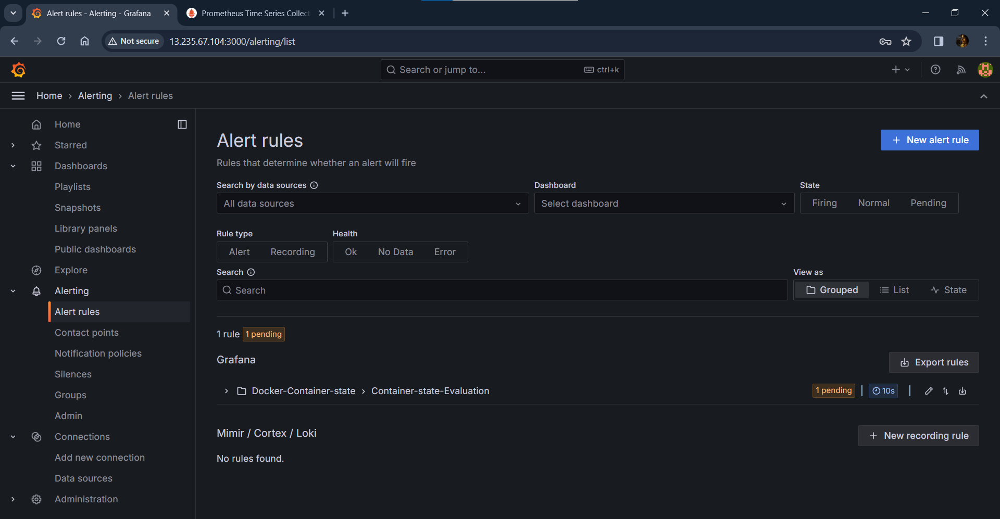 Alert rules - Alerting - Grafana
Prometheus Time Series Collect
Not secure
13.235.67.104:3000/alerting/list
Search or jump to...
ctrl+k
Home > Alerting > Alert rules
Home
Starred
Dashboards
Playlists
Snapshots
Library panels
Public dashboards
Explore
Alerting
Alert rules
Contact points
Notification policies
Silences
Groups
Admin
Connections
Add new connection
Data sources
Administration
Alert rules
New alert rule
Rules that determine whether an alert will fire
Search by data sources
All data sources
Dashboard
Select dashboard
State
Firing Normal Pending
Rule type
Alert Recording
Health
Ok No Data Error
Search
Search
View as
Grouped List State
1 rule 1 pending
Grafana
Export rules
Docker-Container-state > Container-state-Evaluation
1 pending | 10s |
Mimir / Cortex / Loki
New recording rule
No rules found.